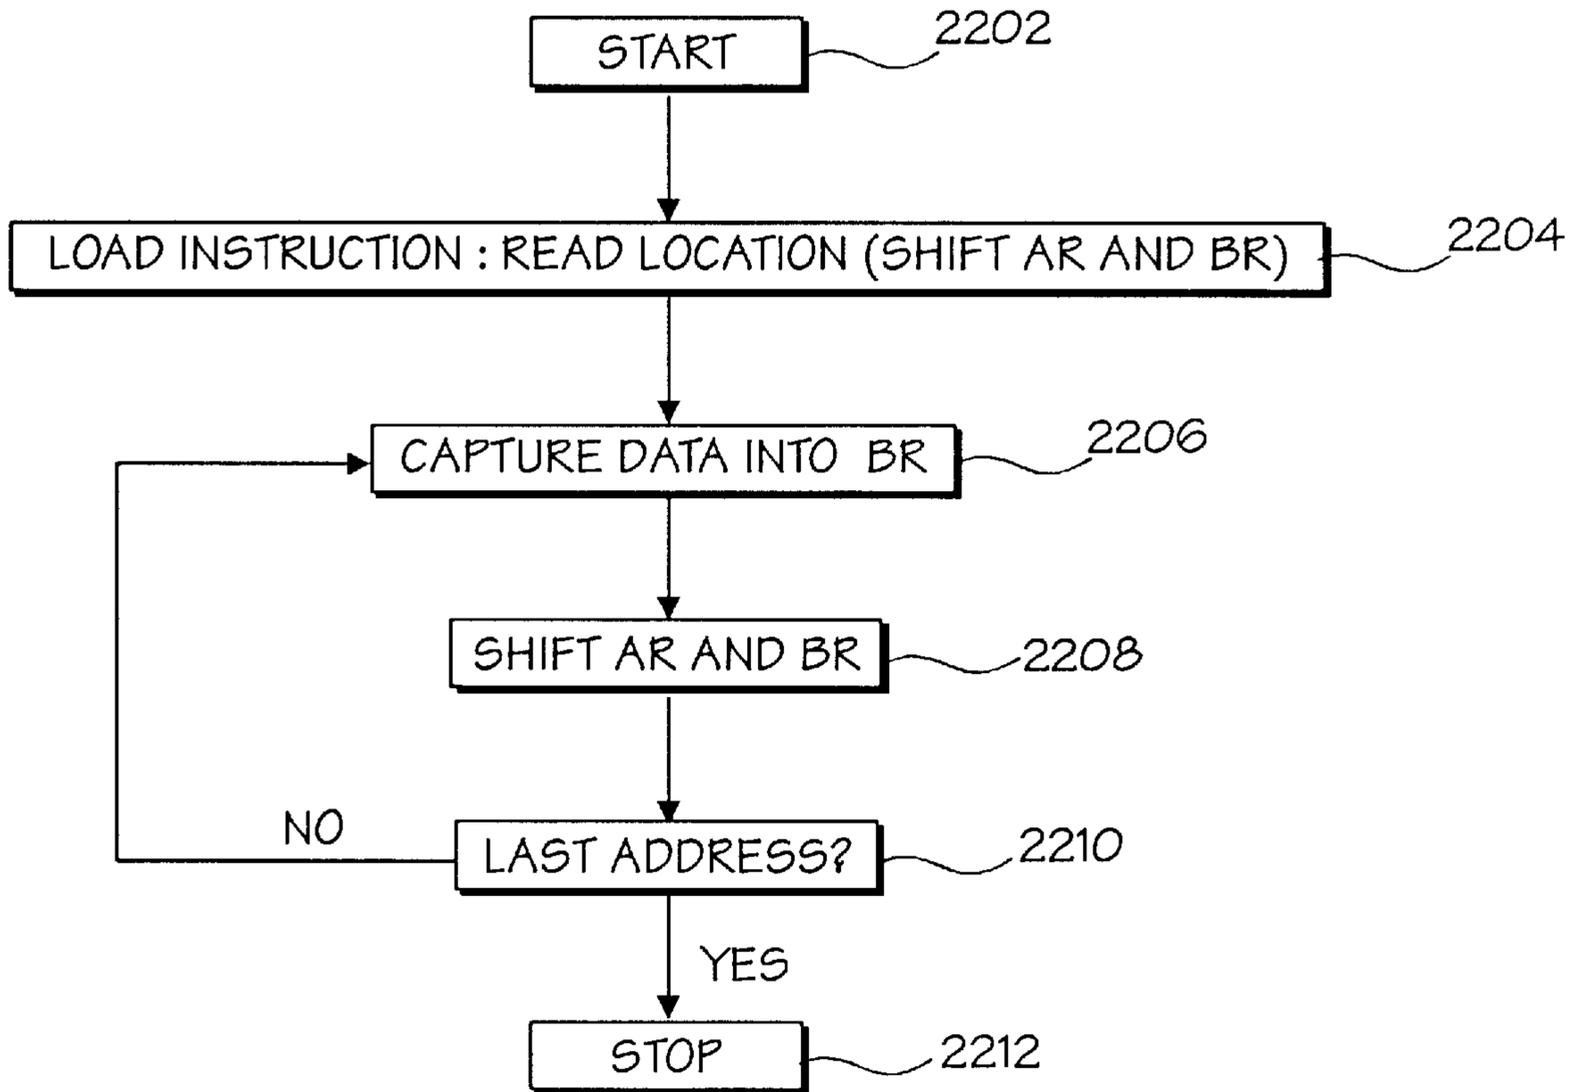 START
2202
LOAD INSTRUCTION : READ LOCATION (SHIFT AR AND BR)
2204
CAPTURE DATA INTO BR
2206
SHIFT AR AND BR
2208
NO
LAST ADDRESS?
2210
YES
STOP
2212